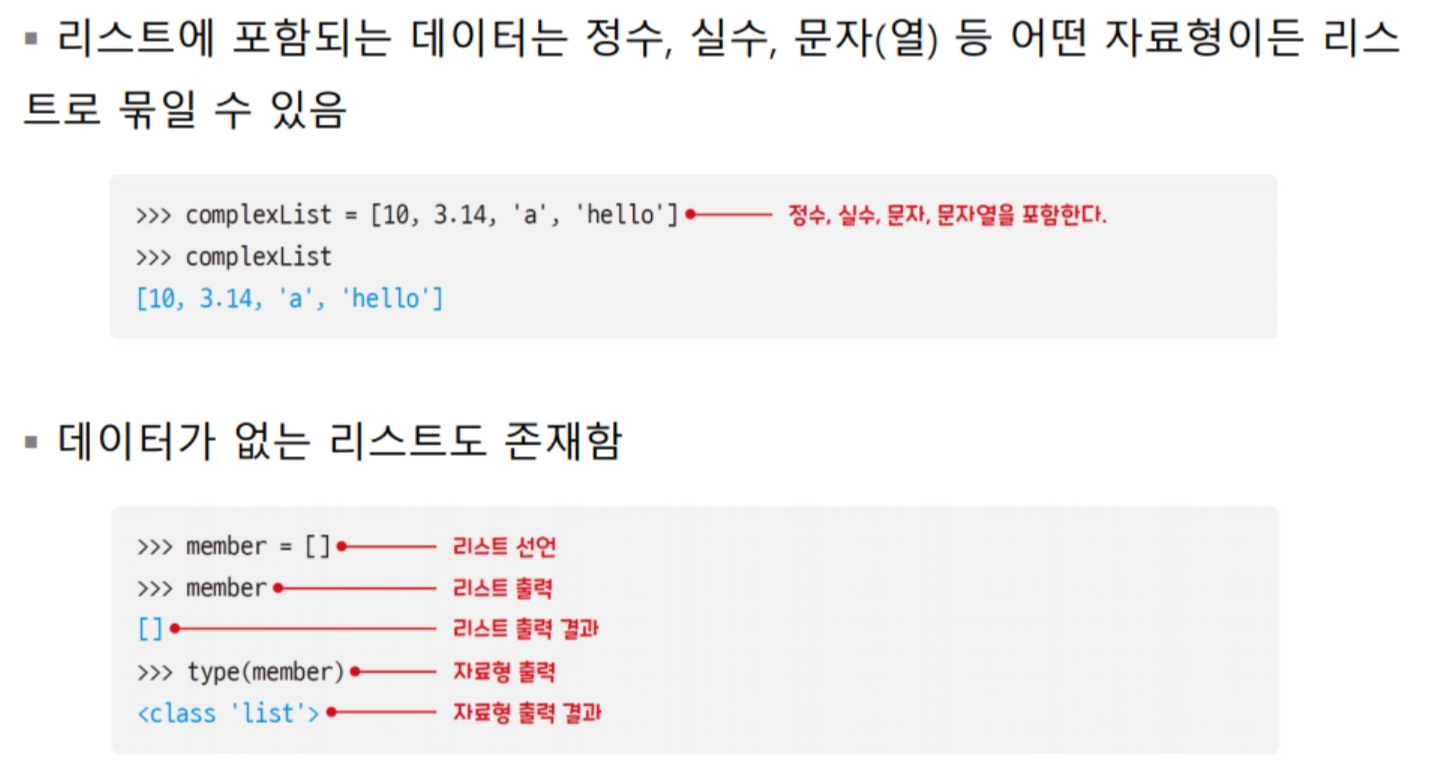 ▪ 리스트에 포함되는 데이터는 정수, 실수, 문자(열) 등 어떤 자료형이든 리스
트로 묶일 수 있음
>>> complexList = [10, 3.14, 'a', 'hello'] 정수, 실수, 문자, 문자열을 포함한다.
>>> complexList
[10, 3.14, 'a', 'hello']
▪ 데이터가 없는 리스트도 존재함
>>> member = [] 리스트 선언
>>> member 리스트 출력
[] 리스트 출력 결과
>>> type(member) 자료형 출력
<class 'list'> 자료형 출력 결과